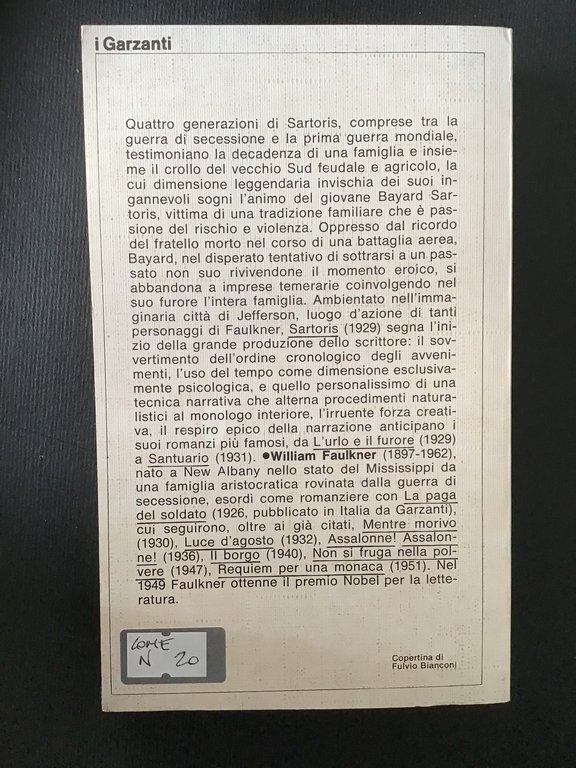 i Garzanti
Quattro generazioni di Sartoris, comprese tra la
guerra di secessione e la prima guerra mondiale,
testimoniano la decadenza di una famiglia e insie-
me il crollo del vecchio Sud feudale e agricolo, la
cui dimensione leggendaria invischia dei suoi in-
gannevoli sogni l'animo del giovane Bayard Sar-
toris, vittima di una tradizione familiare che è pas-
sione del rischio e violenza. Oppresso dal ricordo
del fratello morto nel corso di una battaglia aerea,
Bayard, nel disperato tentativo di sottrarsi a un pas-
sato non suo rivivendone il momento eroico, si
abbandona a imprese temerarie coinvolgendo nel
suo furore l'intera famiglia. Ambientato nell'imma-
ginaria città di Jefferson, luogo d'azione di tanti
personaggi di Faulkner, Sartoris (1929) segna l'ini-
zio della grande produzione dello scrittore: il sov-
vertimento dell'ordine cronologico degli avveni-
menti, l'uso del tempo come dimensione esclusiva-
mente psicologica, e quello personalissimo di una
tecnica narrativa che alterna procedimenti natura-
listici al monologo interiore, l'irruente forza creati-
va, il respiro epico della narrazione anticipano i
suoi romanzi più famosi, da L'urlo e il furore (1929)
a Santuario (1931). ●William Faulkner (1897-1962),
nato a New Albany nello stato del Mississippi da
una famiglia aristocratica rovinata dalla guerra di
secessione, esordì come romanziere con La paga
del soldato (1926, pubblicato in Italia da Garzanti),
cui seguirono, oltre ai già citati, Mentre morivo
(1930), Luce d'agosto (1932), Assalonne! Assalon-
ne! (1936), Il borgo (1940), Non si fruga nella pol-
vere (1947), Requiem per una monaca (1951). Nel
1949 Faulkner ottenne il premio Nobel per la lette-
ratura.
COME
N 20
Copertina di
Fulvio Bianconi